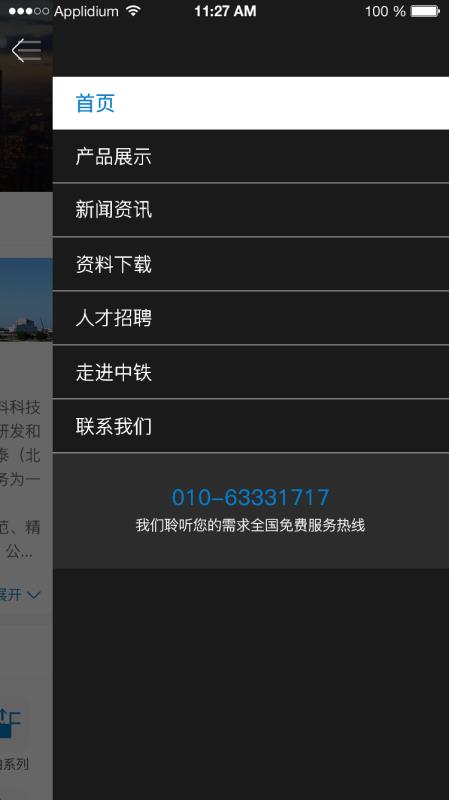 Applidium 11:27 AM 100 %
首页
产品展示
新闻资讯
资料下载
人才招聘
走进中铁
联系我们
010-63331717
我们聆听您的需求全国免费服务热线
料科技
研发和
泰（北
务为一
范、精
公...
展开
系列